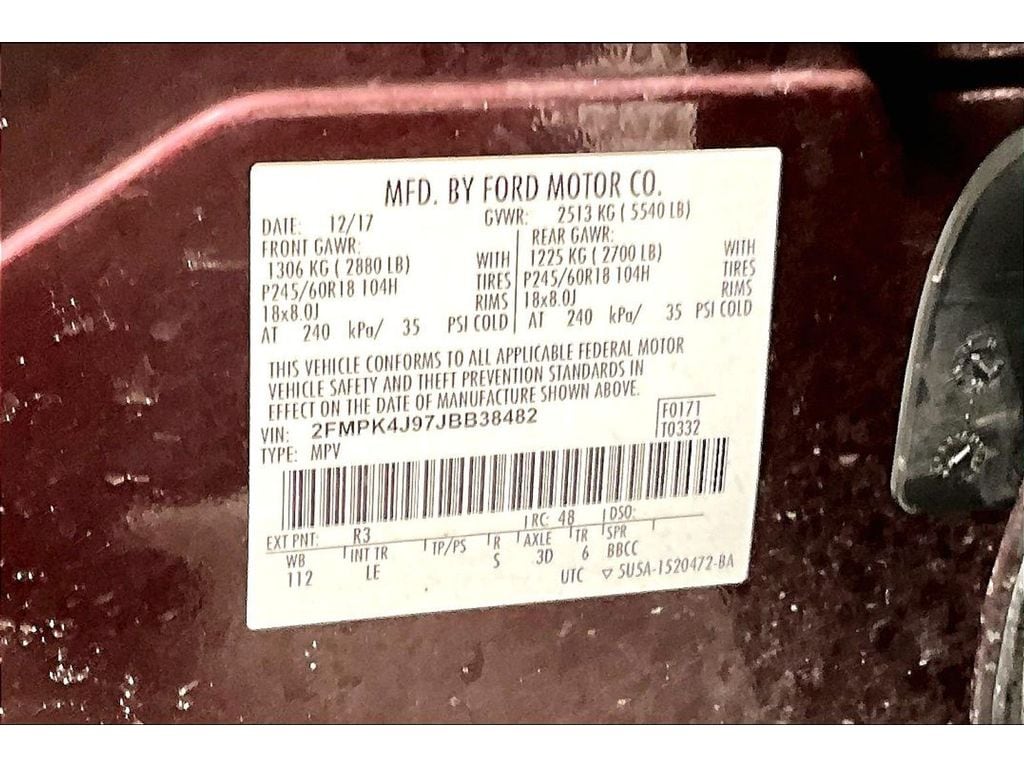 MFD. BY FORD MOTOR CO.
DATE: 12/17 GVWR: 2513 KG ( 5540 LB)
FRONT GAWR: REAR GAWR:
1306 KG ( 2880 LB) WITH 1225 KG ( 2700 LB) WITH
P245/60R18 104H TIRES P245/60R18 104H TIRES
18x8.0J RIMS 18x8.0J RIMS
AT 240 kPa/ 35 PSI COLD AT 240 kPa/ 35 PSI COLD
THIS VEHICLE CONFORMS TO ALL APPLICABLE FEDERAL MOTOR
VEHICLE SAFETY AND THEFT PREVENTION STANDARDS IN
EFFECT ON THE DATE OF MANUFACTURE SHOWN ABOVE.
VIN: 2FMPK4J97JBB38482 F0171
TYPE: MPV T0332
EXT PNT: R3 RC: 48 DSO:
WB INT TR TP/PS R AXLE TR SPR
112 LE S 3D 6 BBCC
UTC ▽ 5U5A-1520472-BA